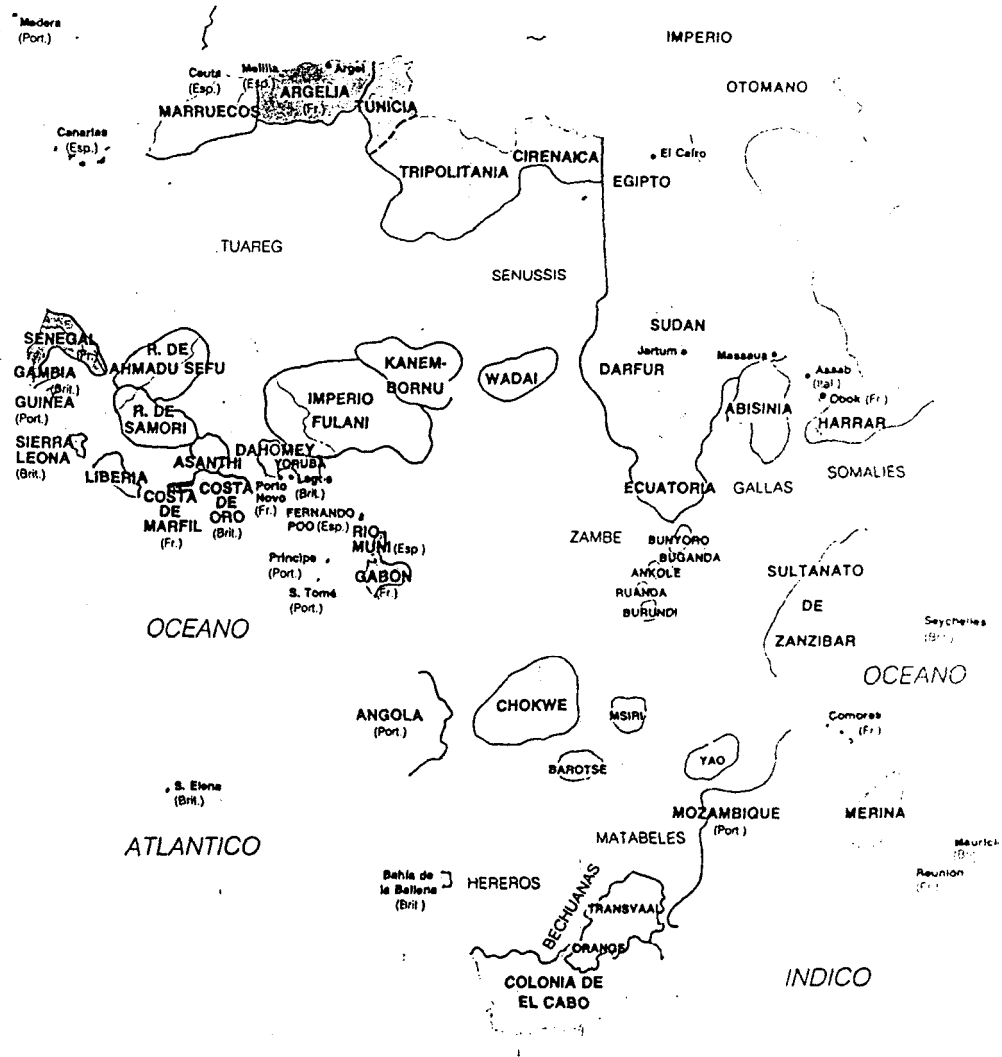 Madera
(Port.)
IMPERIO
OTOMANO
Ceuta
(Esp.)
Melilla
(Esp.)
Argel
ARGELIA
(Fr.)
MARRUECOS
TUNICIA
Canarias
(Esp.)
TRIPOLITANIA
CIRENAICA
El Cairo
EGIPTO
TUAREG
SENUSSIS
SENEGAL
(Fr.)
GAMBIA
(Brit.)
GUINEA
(Port.)
R. DE
AHMADU SEFU
R. DE
SAMORI
KANEM-
BORNU
IMPERIO
FULANI
WADAI
SUDAN
Jartum
DARFUR
Massaua
Assab
(Ital.)
Obok (Fr.)
ABISINIA
HARRAR
SIERRA
LEONA
(Brit.)
LIBERIA
ASANTHI
DAHOMEY
YORUBA
COSTA
DE
MARFIL
(Fr.)
COSTA
DE
ORO
(Brit.)
Porto
Novo
(Fr.)
Lagos
(Brit.)
ECUATORIA
GALLAS
SOMALIES
FERNANDO
POO (Esp.)
RIO
MUNI (Esp.)
Principe
(Port.)
GABON
(Fr.)
S. Tomé
(Port.)
ZAMBE
BUNYORO
BUGANDA
ANKOLE
RUANDA
BURUNDI
SULTANATO
DE
ZANZIBAR
Seychelles
OCEANO
OCEANO
ANGOLA
(Port.)
CHOKWE
MSIRI
Comores
(Fr.)
BAROTSE
YAO
S. Elena
(Brit.)
MOZAMBIQUE
(Port.)
MERINA
ATLANTICO
MATABELES
Reunión
Bahía de
la Ballena
(Brit.)
HEREROS
BECHUANAS
TRANSVAAL
ORANGE
COLONIA DE
EL CABO
INDICO